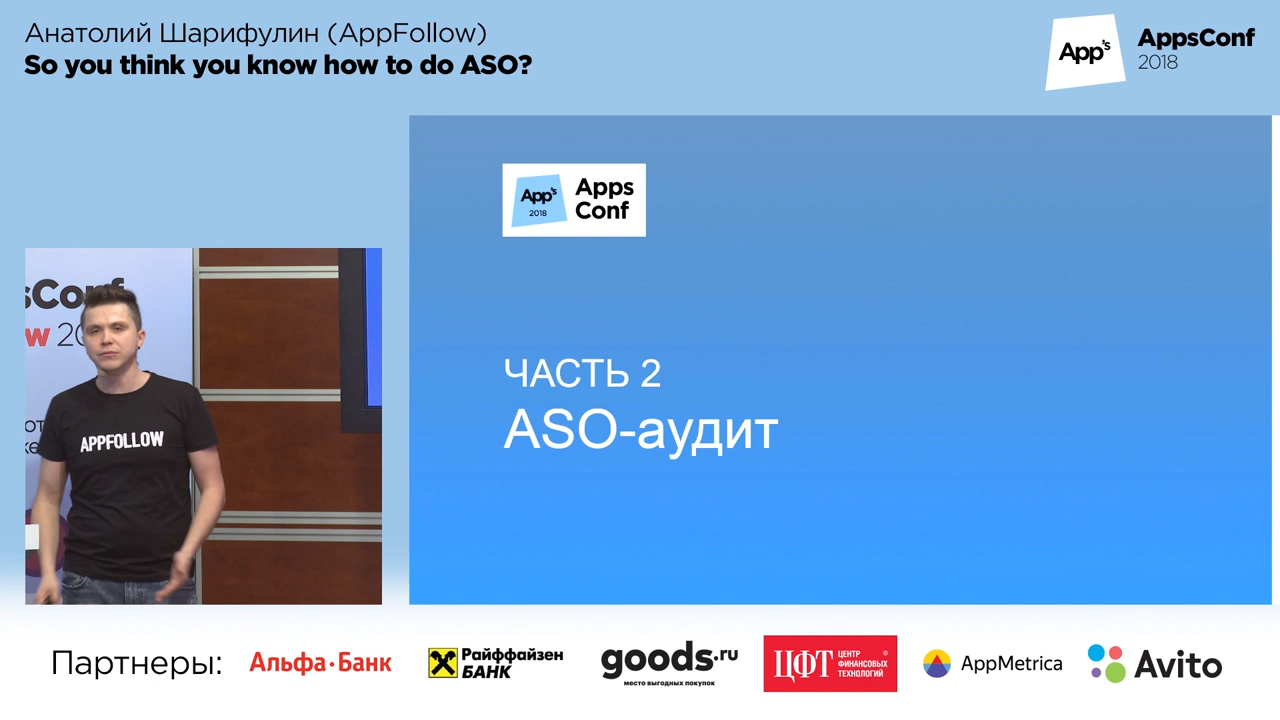 Анатолий Шарифулин (AppFollow)
So you think you know how to do ASO?
App's
AppsConf
2018
App's
2018
Apps
Conf
ЧАСТЬ 2
ASO-аудит
APPFOLLOW
Партнеры:
Альфа·Банк
Райффайзен
БАНК
goods.ru
место выгодных покупок
ЦФТ
ЦЕНТР
ФИНАНСОВЫХ
ТЕХНОЛОГИЙ
®
AppMetrica
Avito